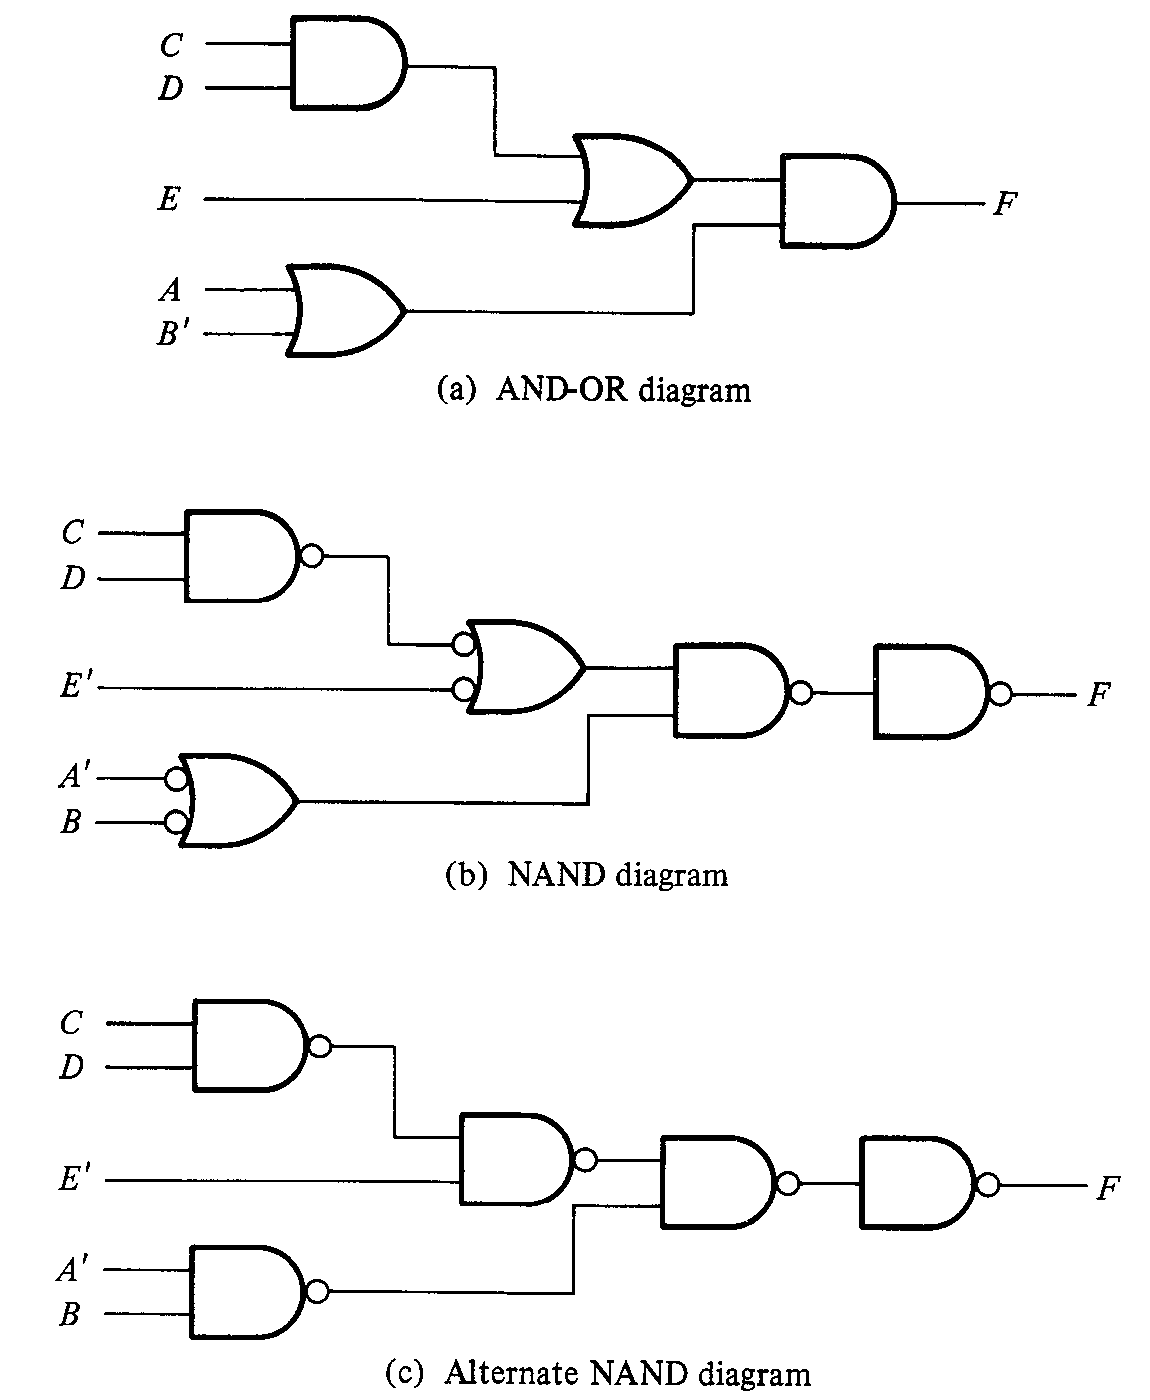 C
D
E
F
A
B'
(a) AND-OR diagram
C
D
E'
F
A'
B
(b) NAND diagram
C
D
E'
F
A'
B
(c) Alternate NAND diagram